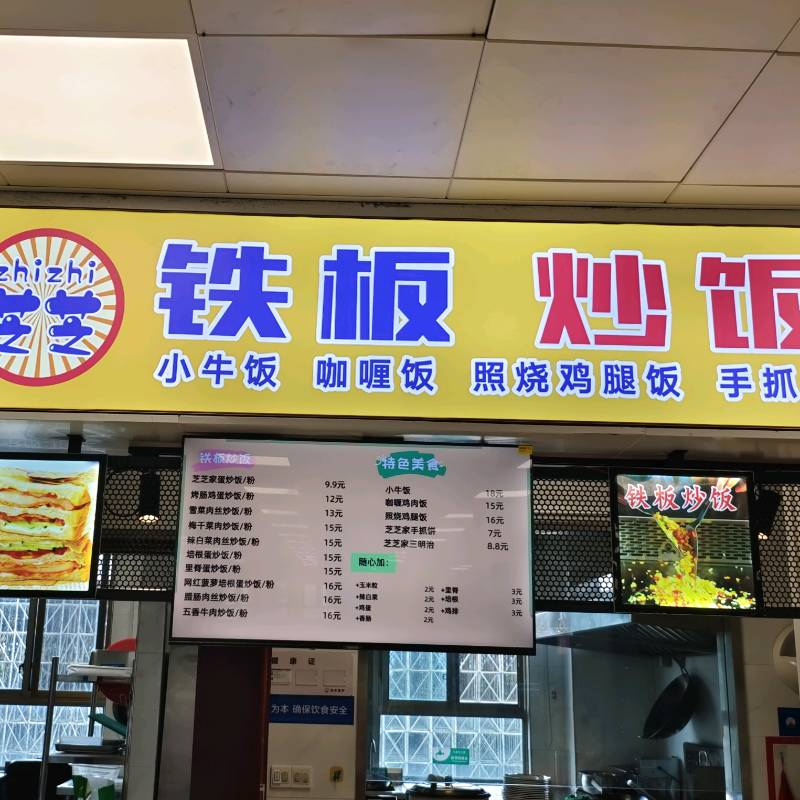 zhizhi
芝芝
铁板 炒饭
小牛饭 咖喱饭 照烧鸡腿饭 手抓
铁板炒饭
芝芝家蛋炒饭/粉 9.9元
烤肠鸡蛋炒饭/粉 12元
雪菜肉丝炒饭/粉 13元
梅干菜肉炒饭/粉 15元
辣白菜肉丝炒饭/粉 15元
培根蛋炒饭/粉 15元
里脊蛋炒饭/粉 15元
网红菠萝培根蛋炒饭/粉 16元
腊肠肉丝炒饭/粉 16元
五香牛肉炒饭/粉 16元
特色美食
小牛饭 18元
咖喱鸡肉饭 15元
照烧鸡腿饭 16元
芝芝家手抓饼 7元
芝芝家三明治 8.8元
随心加：
+玉米粒 2元 +里脊 3元
+辣白菜 2元 +培根 3元
+鸡蛋 2元 +鸡排 3元
+香肠 2元
铁板炒饭
健康证
为本 确保饮食安全